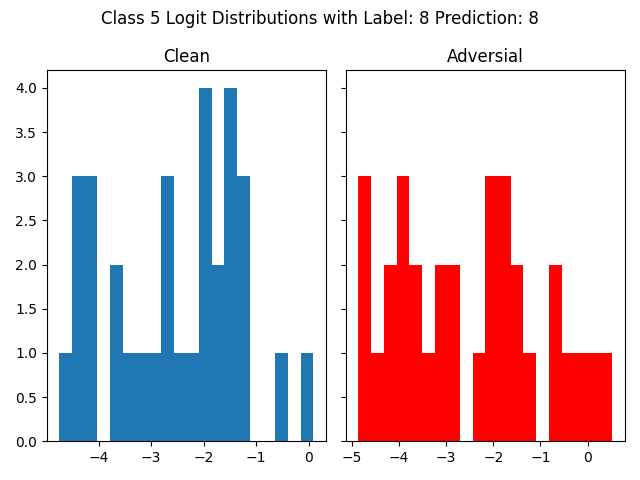 Class 5 Logit Distributions with Label: 8 Prediction: 8
Clean
Adversial
4.0
3.5
3.0
2.5
2.0
1.5
1.0
0.5
0.0
−4 −3 −2 −1 0
−5 −4 −3 −2 −1 0